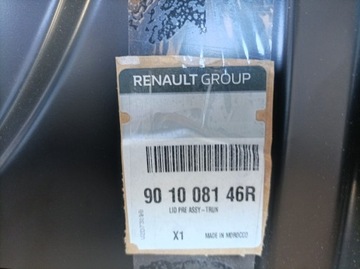 RENAULT GROUP
90 10 081 46R
LID PRE ASSY-TRUN
X1 MADE IN MOROCCO